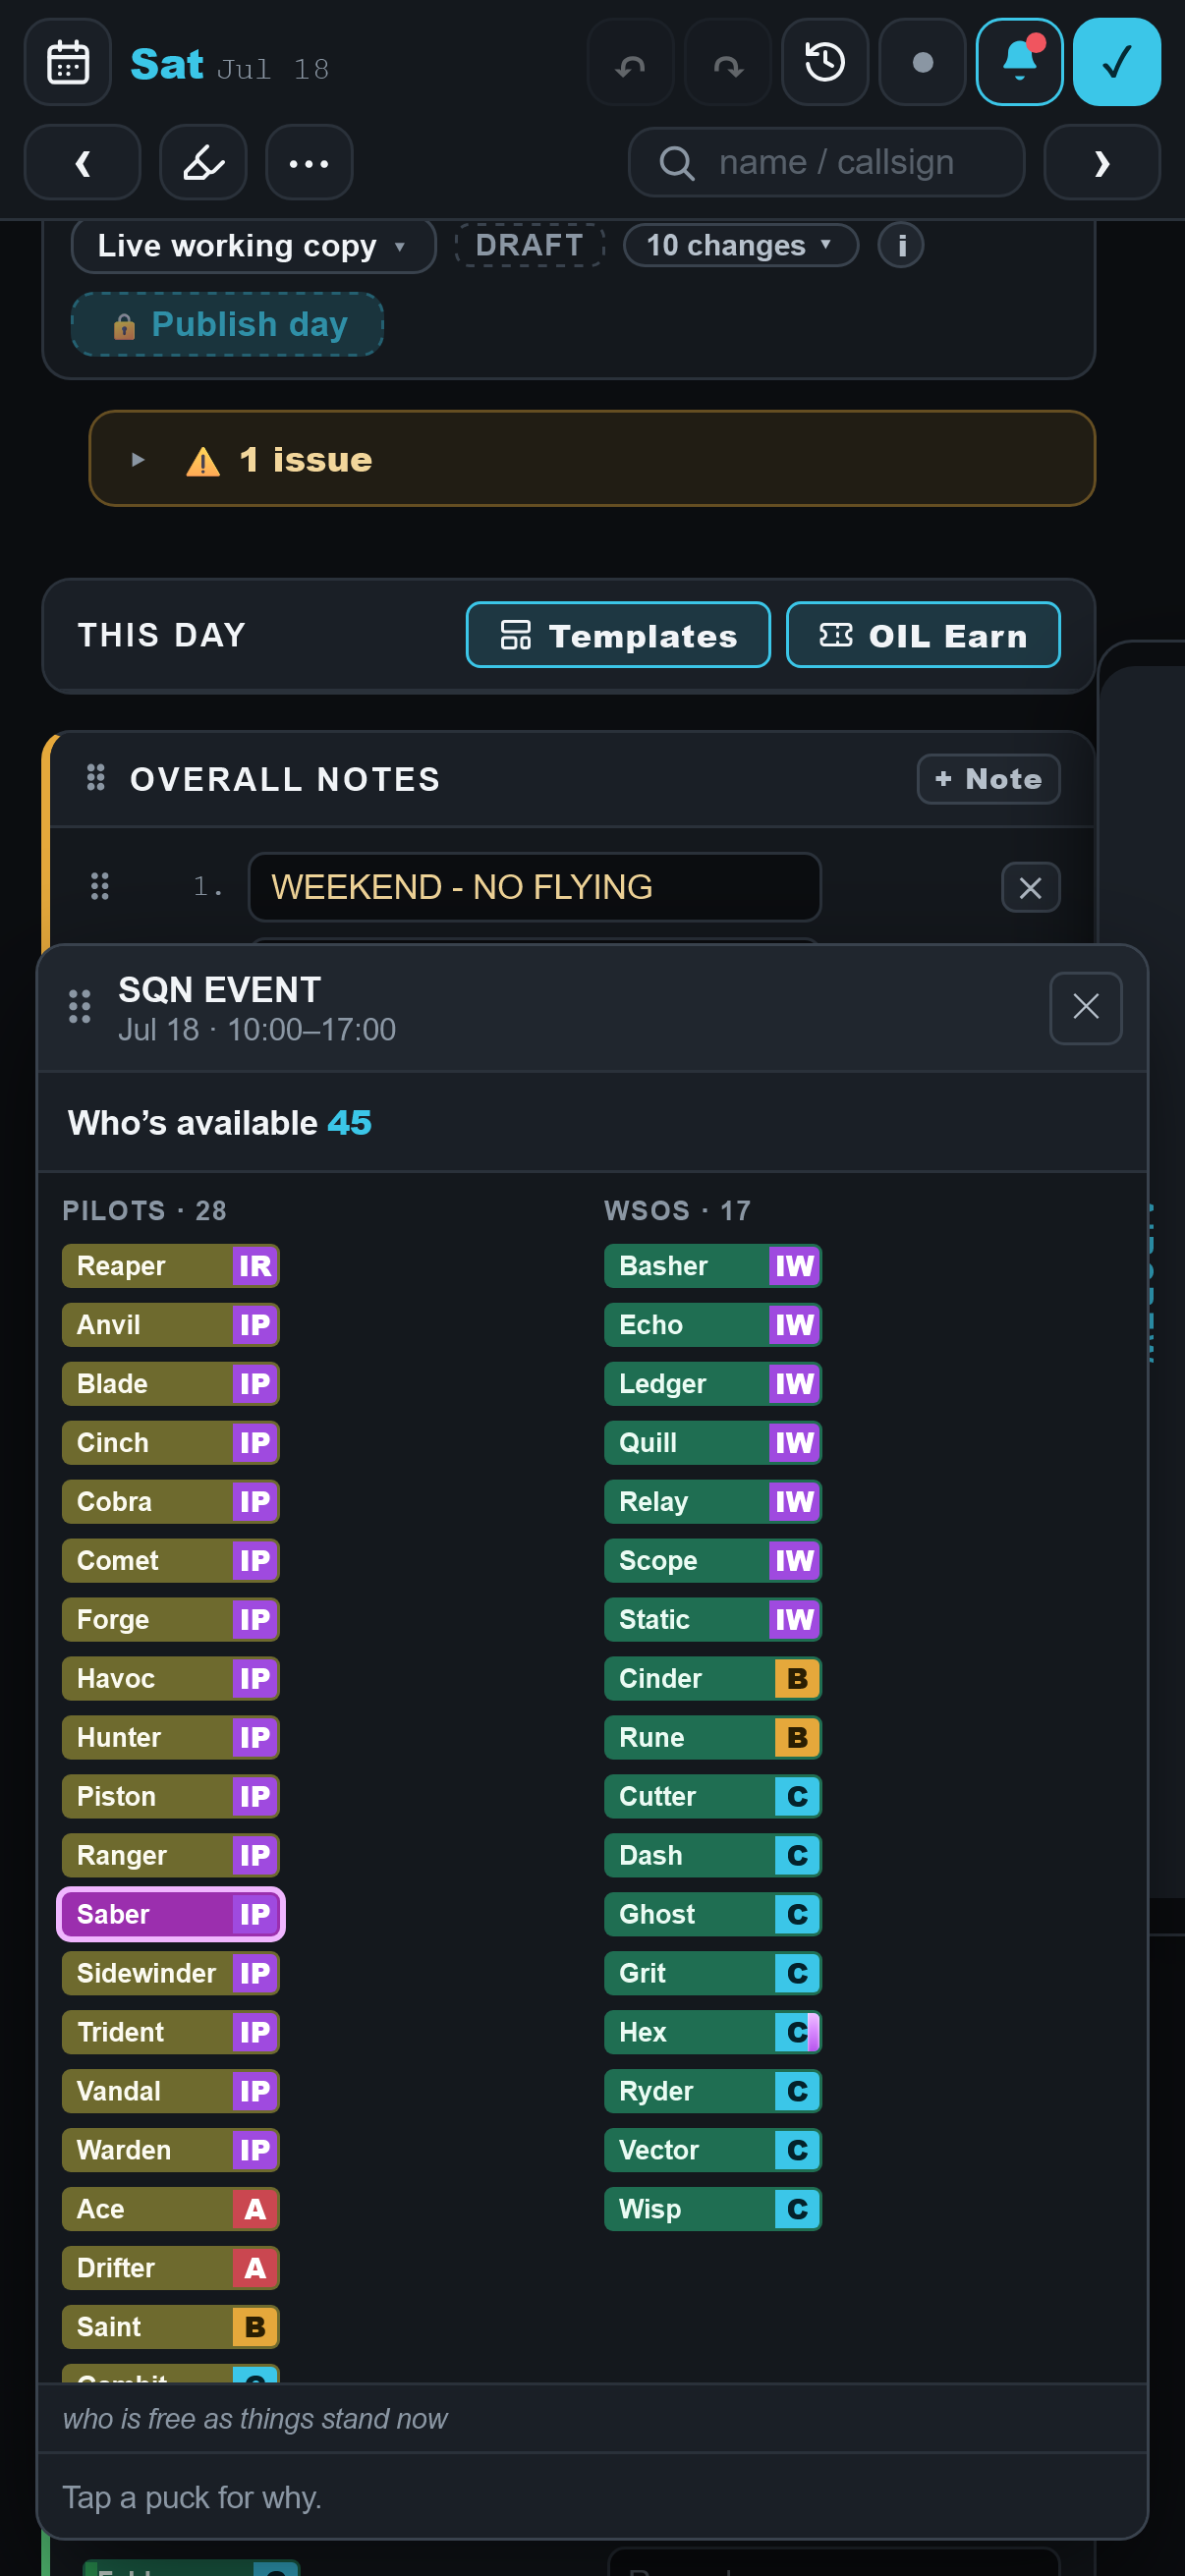 Sat Jul 18
name / callsign
Live working copy DRAFT 10 changes i
Publish day
1 issue
THIS DAY Templates OIL Earn
OVERALL NOTES + Note
1. WEEKEND - NO FLYING
SQN EVENT
Jul 18 · 10:00–17:00
Who’s available 45
PILOTS · 28
Reaper IR
Anvil IP
Blade IP
Cinch IP
Cobra IP
Comet IP
Forge IP
Havoc IP
Hunter IP
Piston IP
Ranger IP
Saber IP
Sidewinder IP
Trident IP
Vandal IP
Warden IP
Ace A
Drifter A
Saint B
WSOS · 17
Basher IW
Echo IW
Ledger IW
Quill IW
Relay IW
Scope IW
Static IW
Cinder B
Rune B
Cutter C
Dash C
Ghost C
Grit C
Hex C
Ryder C
Vector C
Wisp C
who is free as things stand now
Tap a puck for why.